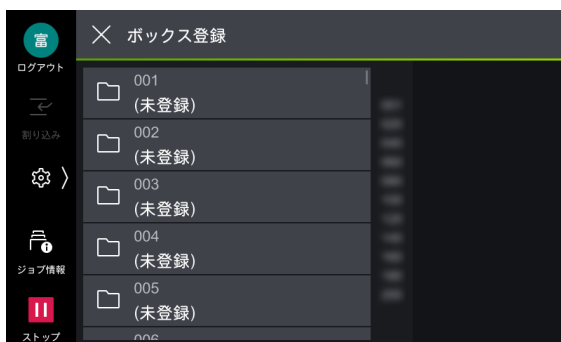 富
ログアウト
割り込み
ジョブ情報
ストップ
ボックス登録
001
(未登録)
002
(未登録)
003
(未登録)
004
(未登録)
005
(未登録)
006